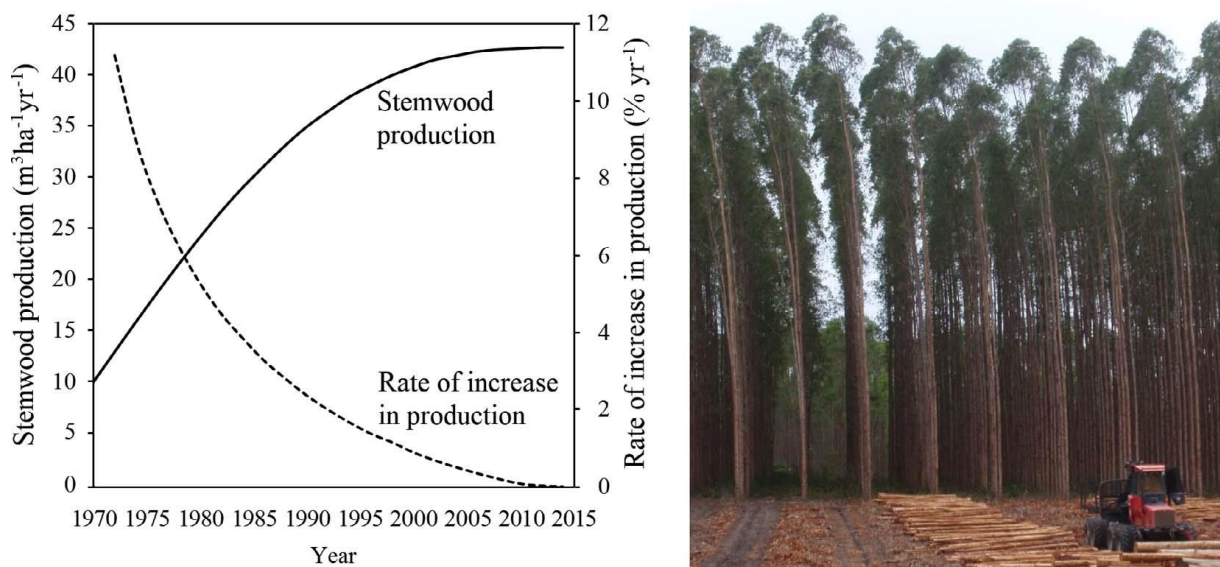 Stemwood production (m³ha⁻¹yr⁻¹)
45
40
35
30
25
20
15
10
5
0
Stemwood
production
Rate of increase
in production
12
10
8
6
4
2
0
Rate of increase in production (% yr⁻¹)
1970 1975 1980 1985 1990 1995 2000 2005 2010 2015
Year